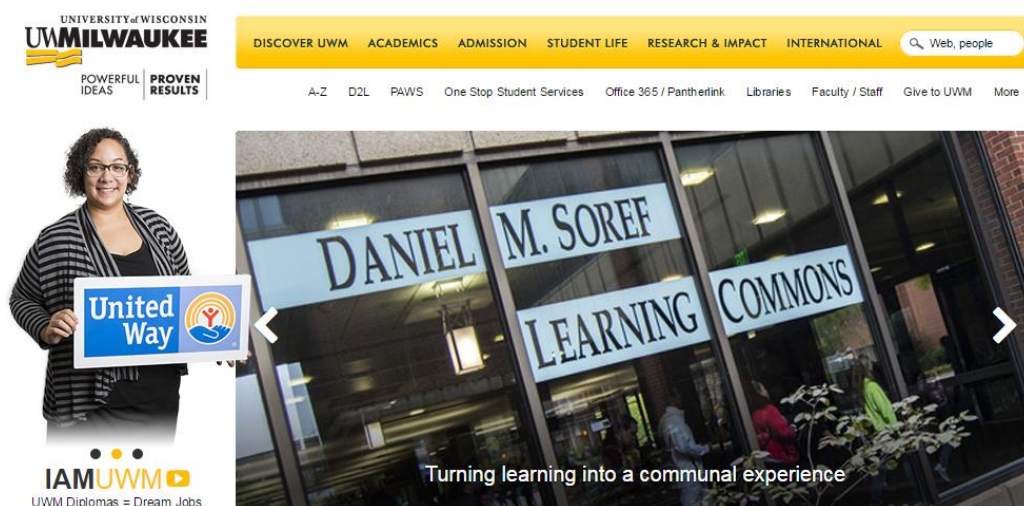 UNIVERSITY of WISCONSIN
UWMILWAUKEE
POWERFUL IDEAS
PROVEN RESULTS
DISCOVER UWM ACADEMICS ADMISSION STUDENT LIFE RESEARCH & IMPACT INTERNATIONAL Web, people
A-Z D2L PAWS One Stop Student Services Office 365 / Pantherlink Libraries Faculty / Staff Give to UWM More
DANIEL M. SOREF
LEARNING COMMONS
United
Way
Turning learning into a communal experience
IAMUWM
UWM Diplomas = Dream Jobs